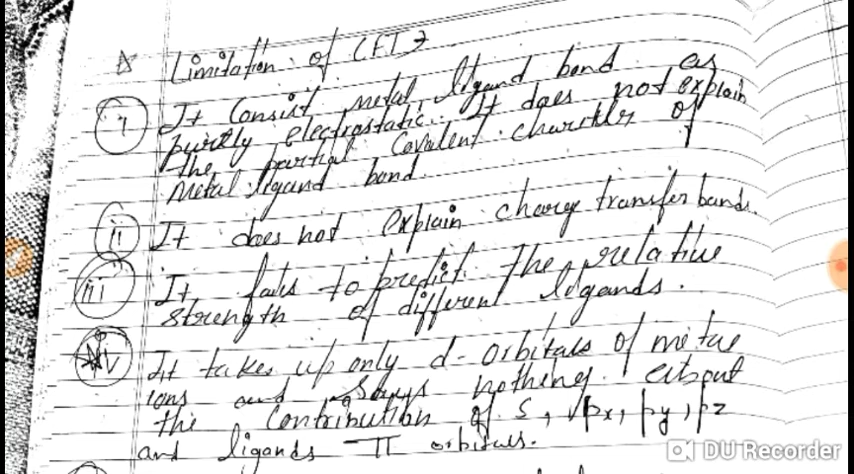 Limitation of CFT →
i It Consist metal ligand bond as
purely electrostatic. It does not explain
the partial Covalent charcter of
metal ligand bond.
ii It does not explain charge transfer bands.
iii It fails to predict the relative
strength of different ligands.
iv It takes up only d-orbitals of metal
ions and says nothing about
the Contribution of S, px, py, pz
and ligands π orbitals.
DU Recorder